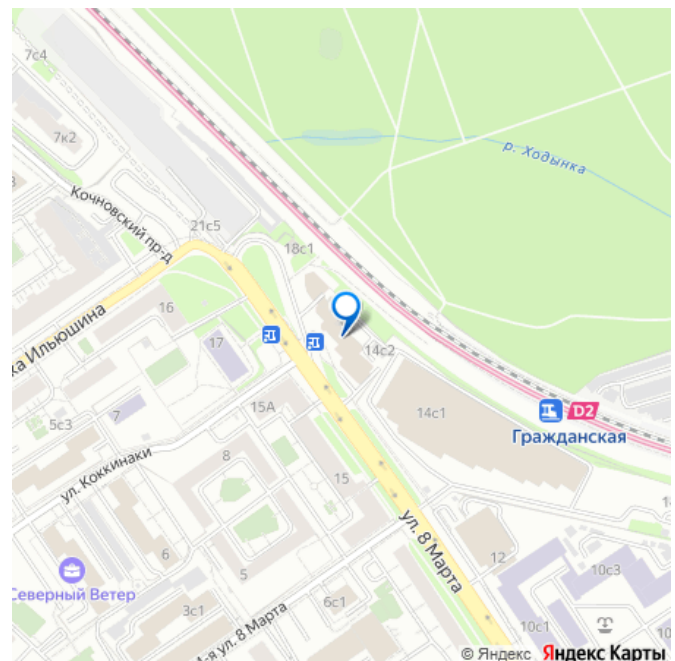 7с4
7к2
р. Ходынка
Кочновский пр-д
21с5
18с1
16
ка Ильюшина
17
14с2
D2
14с1
Гражданская
15А
7
5с3
8
ул. Коккинаки
15
ул. 8 Марта
12
6
10с3
Северный Ветер
5
3с1
6с1
4-я ул. 8 Марта
10с1
© Яндекс Яндекс Карты